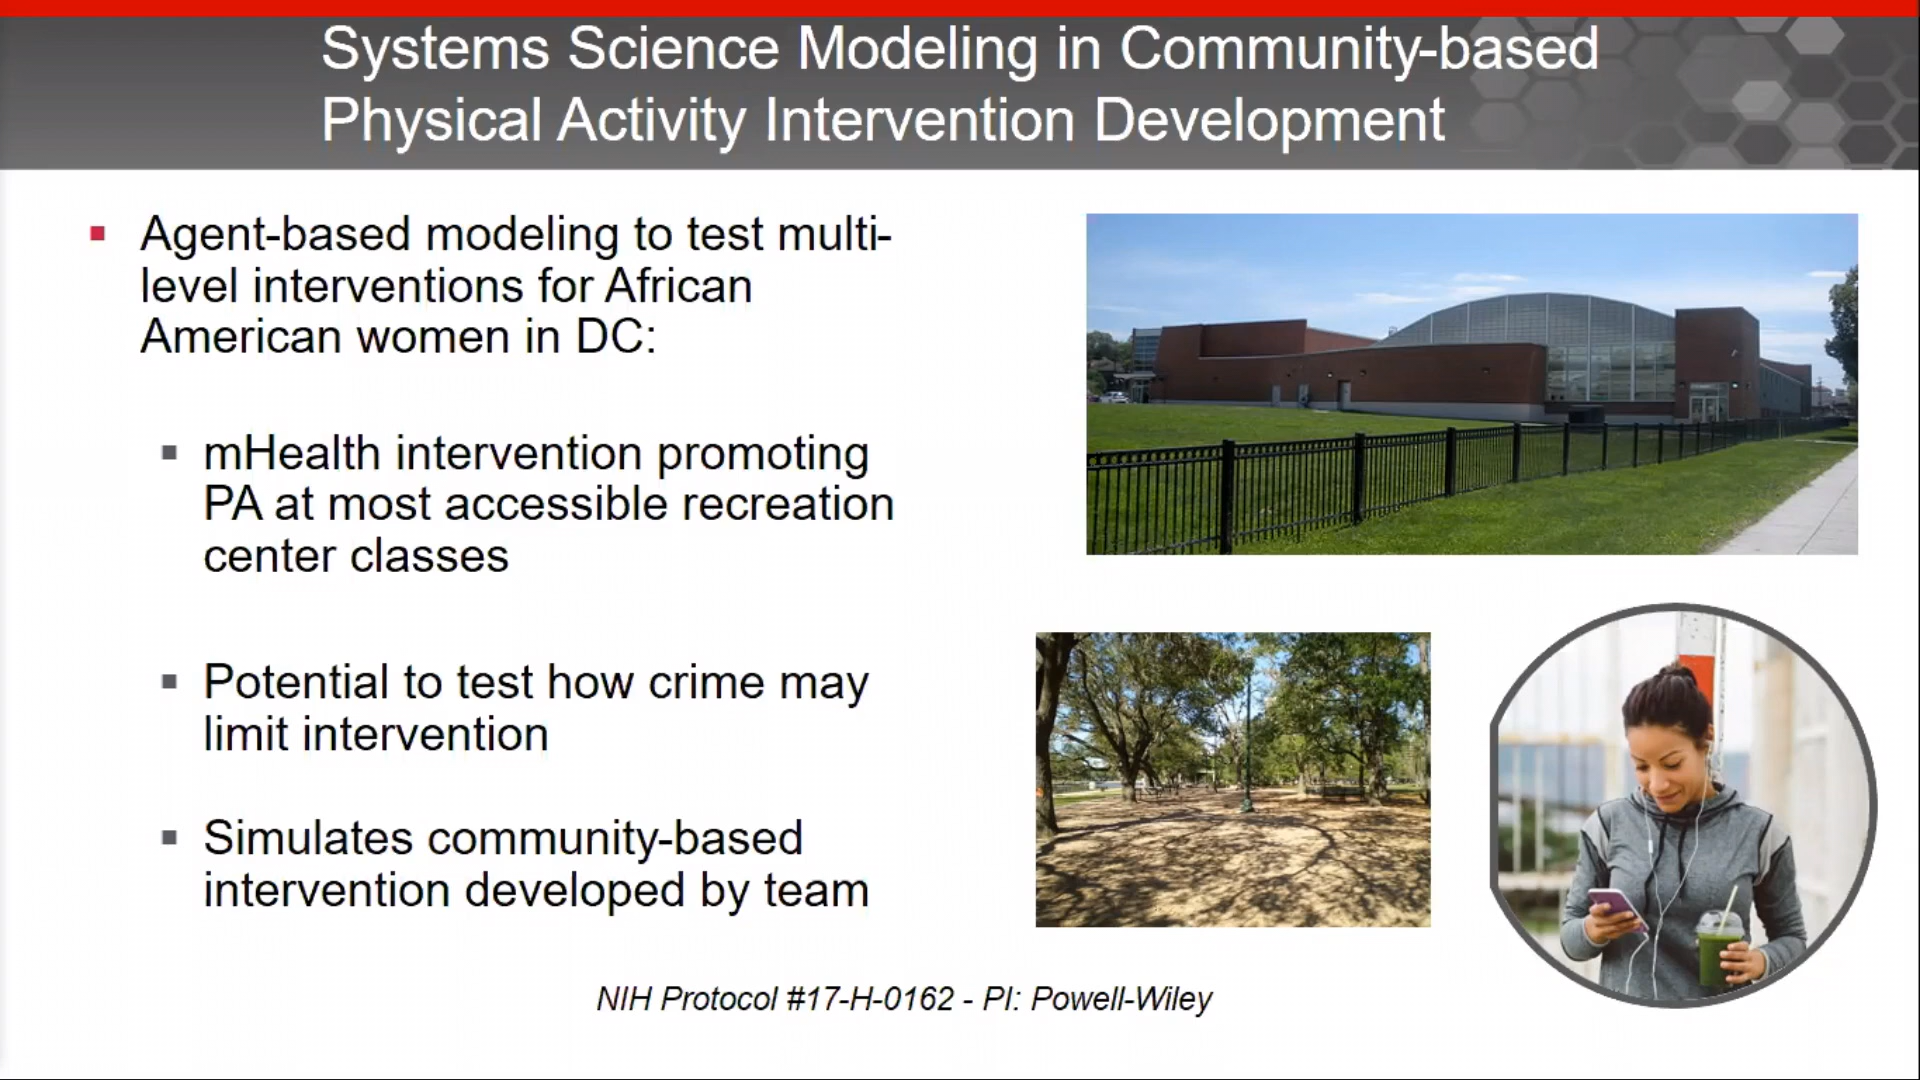 Systems Science Modeling in Community-based
Physical Activity Intervention Development
Agent-based modeling to test multi-
level interventions for African
American women in DC:
mHealth intervention promoting
PA at most accessible recreation
center classes
Potential to test how crime may
limit intervention
Simulates community-based
intervention developed by team
NIH Protocol #17-H-0162 - PI: Powell-Wiley